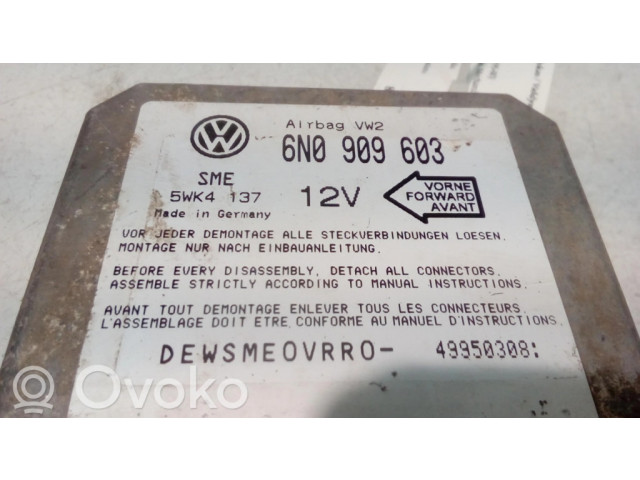 Airbag VW2
6N0 909 603
SME
5WK4 137
12V
VORNE
FORWARD
AVANT
Made in Germany
VOR JEDER DEMONTAGE ALLE STECKVERBINDUNGEN LOESEN.
MONTAGE NUR NACH EINBAUANLEITUNG.
BEFORE EVERY DISASSEMBLY, DETACH ALL CONNECTORS.
ASSEMBLE STRICTLY ACCORDING TO MANUAL INSTRUCTIONS.
AVANT TOUT DEMONTAGE ENLEVER TOUS LES CONNECTEURS.
L'ASSEMBLAGE DOIT ETRE CONFORME AU MANUEL D'INSTRUCTIONS.
DEWSMEOVRRO- 49950308:
Ovoko